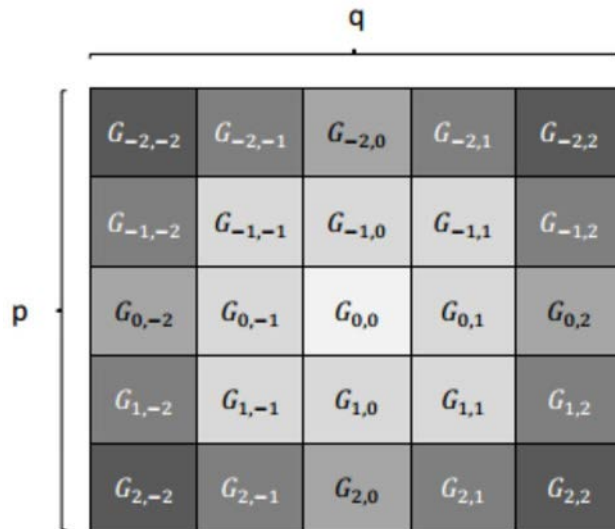 q
G₋₂,₋₂ G₋₂,₋₁ G₋₂,₀ G₋₂,₁ G₋₂,₂
G₋₁,₋₂ G₋₁,₋₁ G₋₁,₀ G₋₁,₁ G₋₁,₂
p G₀,₋₂ G₀,₋₁ G₀,₀ G₀,₁ G₀,₂
G₁,₋₂ G₁,₋₁ G₁,₀ G₁,₁ G₁,₂
G₂,₋₂ G₂,₋₁ G₂,₀ G₂,₁ G₂,₂